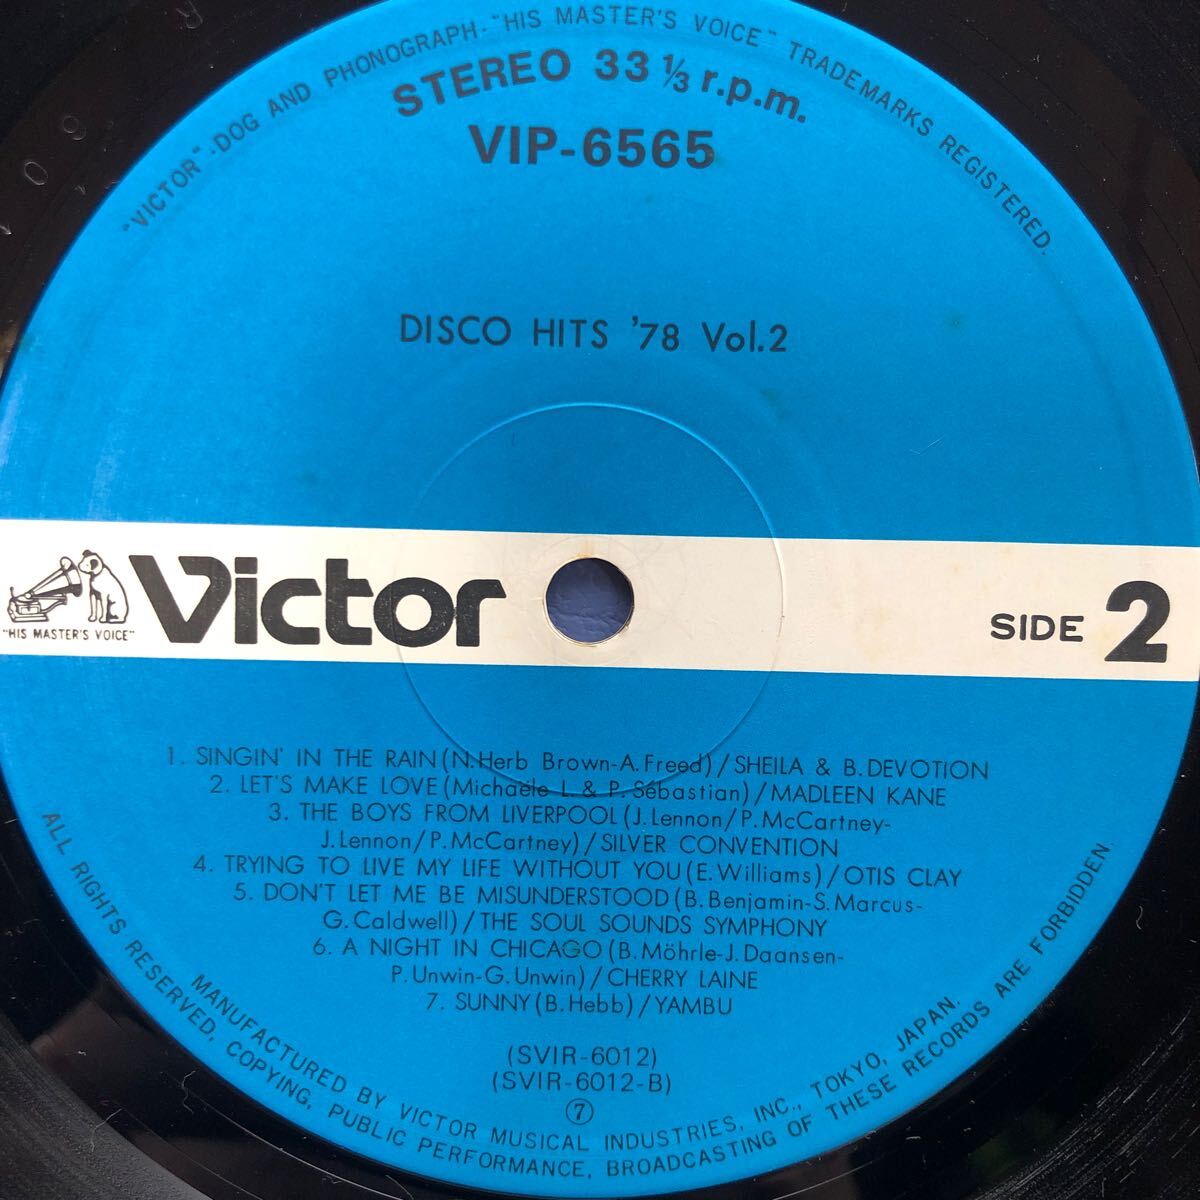 "VICTOR"·DOG AND PHONOGRAPH·"HIS MASTER'S VOICE" TRADEMARKS REGISTERED.
STEREO 33 1/3 r.p.m.
VIP-6565
DISCO HITS '78 Vol.2
"HIS MASTER'S VOICE"
Victor
SIDE 2
1. SINGIN' IN THE RAIN(N.Herb Brown-A.Freed)/SHEILA & B.DEVOTION
2. LET'S MAKE LOVE(Michaële L.& P.Sébastian)/MADLEEN KANE
3. THE BOYS FROM LIVERPOOL(J.Lennon/P.McCartney-
J.Lennon/P.McCartney)/SILVER CONVENTION
4. TRYING TO LIVE MY LIFE WITHOUT YOU(E.Williams)/OTIS CLAY
5. DON'T LET ME BE MISUNDERSTOOD(B.Benjamin-S.Marcus-
G.Caldwell)/THE SOUL SOUNDS SYMPHONY
6. A NIGHT IN CHICAGO(B.Möhrle-J.Daansen-
P.Unwin-G.Unwin)/CHERRY LAINE
7. SUNNY(B.Hebb)/YAMBU
(SVIR-6012)
(SVIR-6012-B)
⑦
MANUFACTURED BY VICTOR MUSICAL INDUSTRIES, INC., TOKYO, JAPAN.
ALL RIGHTS RESERVED, COPYING, PUBLIC PERFORMANCE, BROADCASTING OF THESE RECORDS ARE FORBIDDEN.